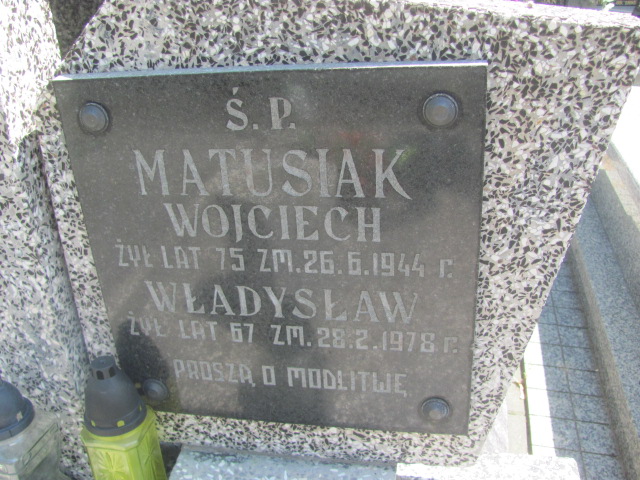 Ś. P.
MATUSIAK
WOJCIECH
ŻYŁ LAT 75 ZM. 26. 6. 1944 r.
WŁADYSŁAW
ŻYŁ LAT 67 ZM. 28. 2. 1978 r.
PROSZĄ O MODLITWĘ